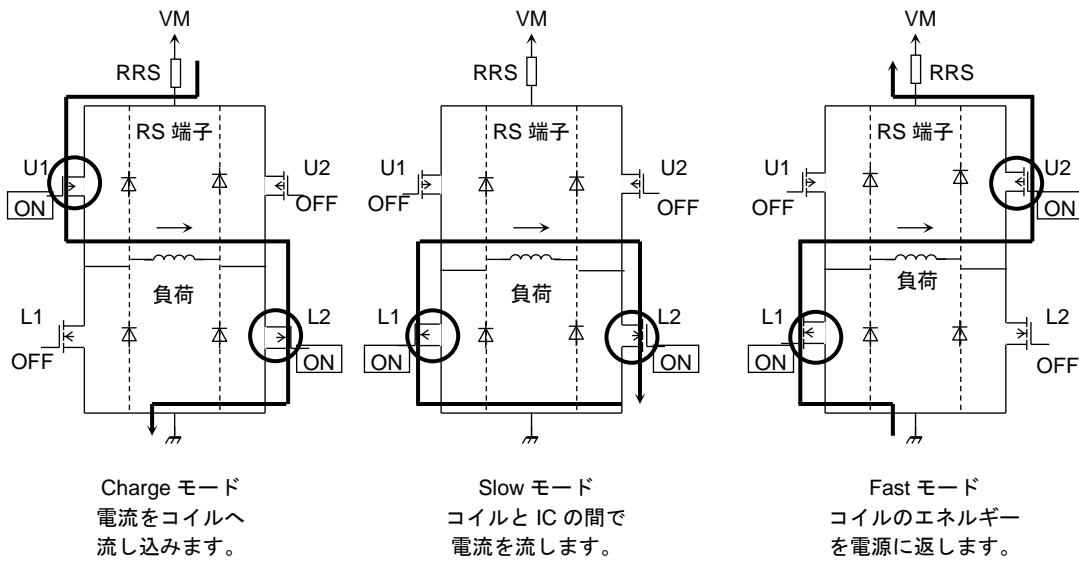 VM
RRS
RS 端子
U1
ON
U2
OFF
負荷
L1
OFF
L2
ON
Charge モード
電流をコイルへ
流し込みます。
VM
RRS
RS 端子
U1
OFF
U2
OFF
負荷
L1
ON
L2
ON
Slow モード
コイルと IC の間で
電流を流します。
VM
RRS
RS 端子
U1
OFF
U2
ON
負荷
L1
ON
L2
OFF
Fast モード
コイルのエネルギー
を電源に返します。